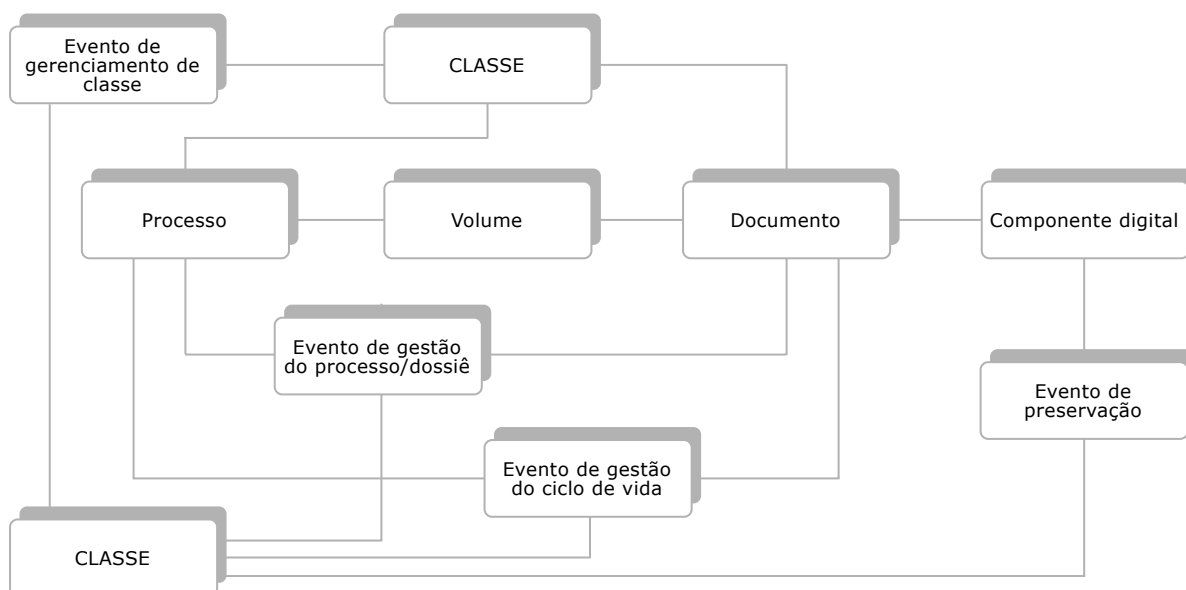 Evento de
gerenciamento de
classe
CLASSE
Processo
Volume
Documento
Componente digital
Evento de gestão
do processo/dossiê
Evento de
preservação
Evento de gestão
do ciclo de vida
CLASSE